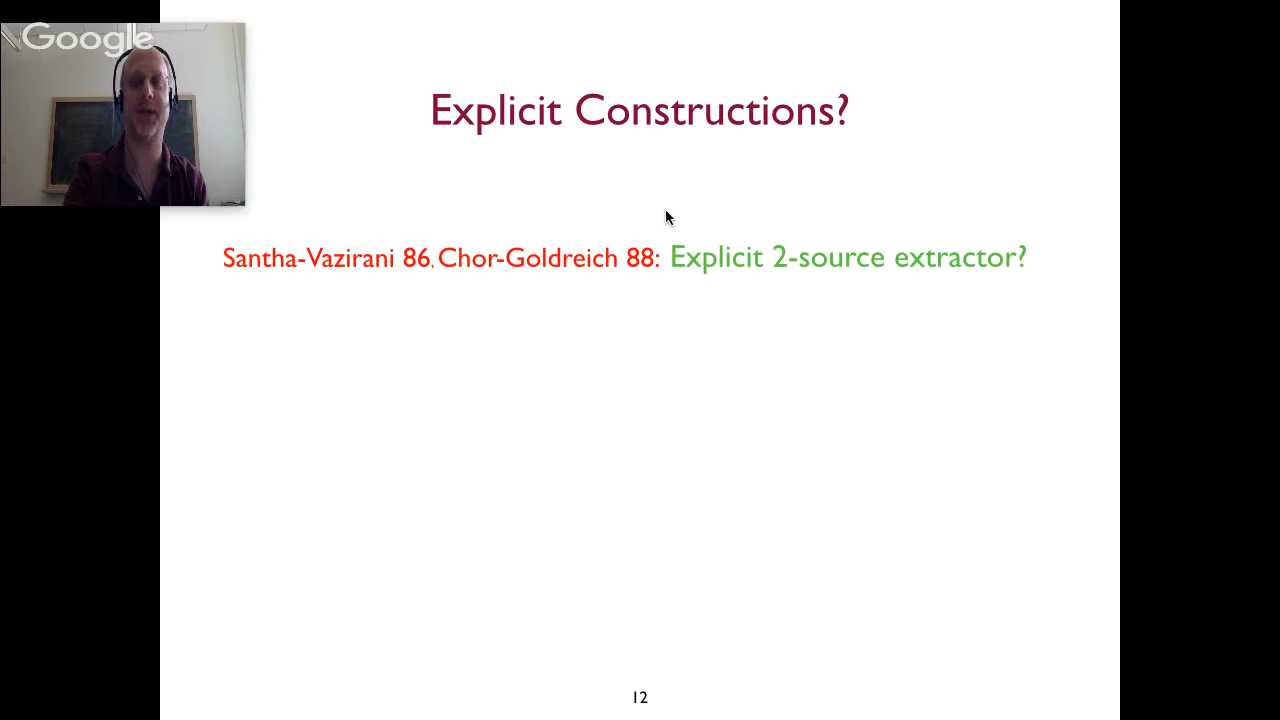 Google
Explicit Constructions?
Santha-Vazirani 86, Chor-Goldreich 88: Explicit 2-source extractor?
12